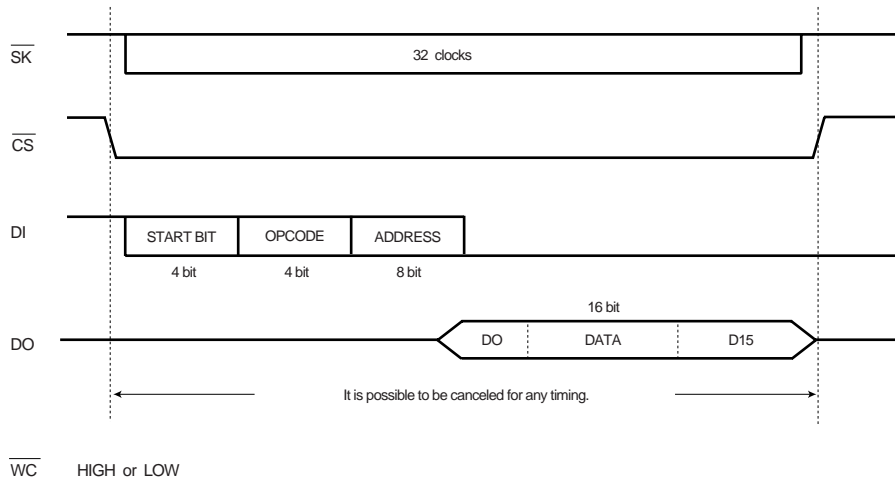 SK
32 clocks
CS
DI
START BIT
OPCODE
ADDRESS
4 bit
4 bit
8 bit
16 bit
DO
DO
DATA
D15
It is possible to be canceled for any timing.
WC HIGH or LOW